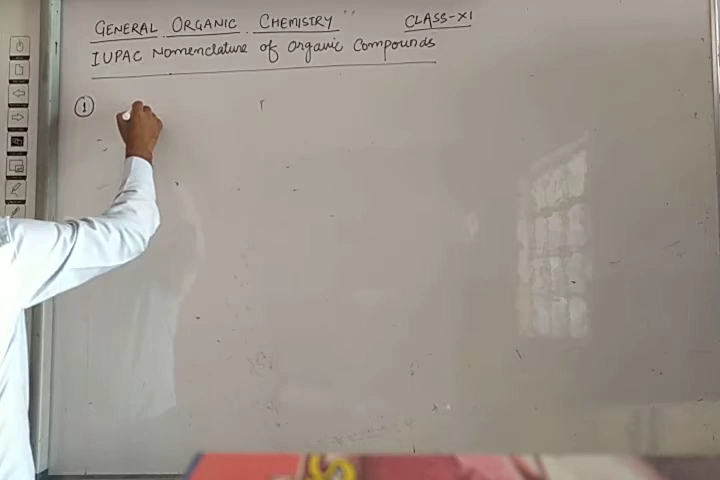 GENERAL ORGANIC CHEMISTRY CLASS-XI
IUPAC Nomenclature of Organic Compounds
1